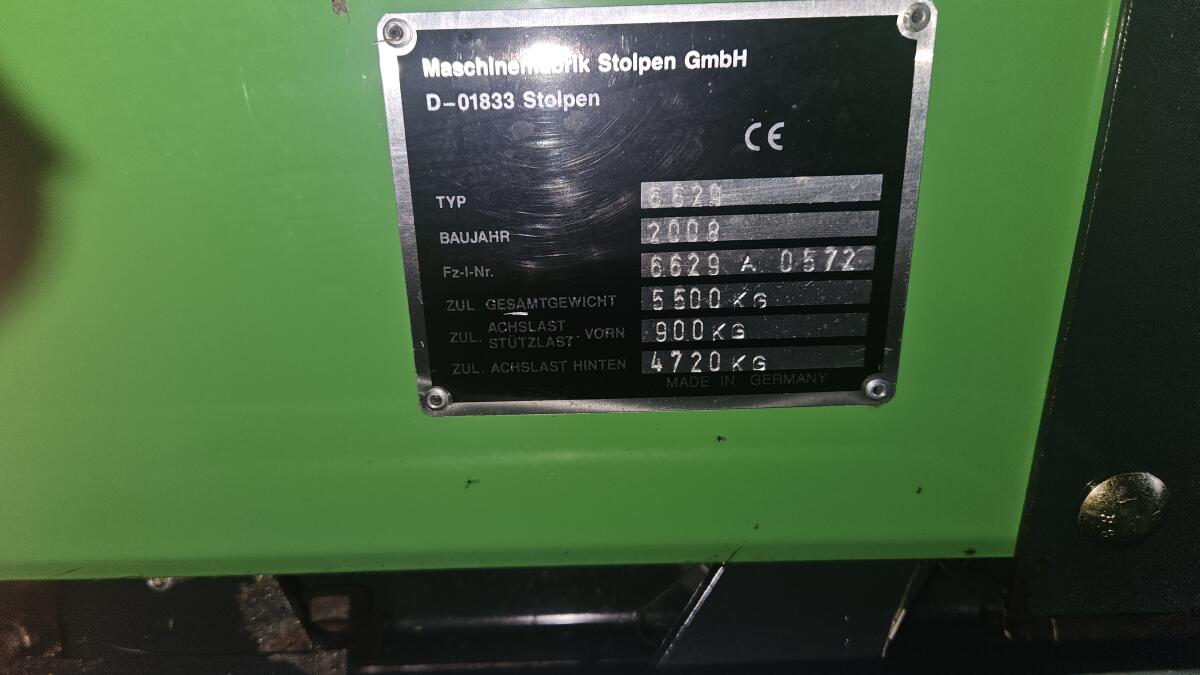 Maschinenfabrik Stolpen GmbH
D-01833 Stolpen
CE
TYP 6629
BAUJAHR 2008
Fz-I-Nr. 6629 A 0572
ZUL. GESAMTGEWICHT 5500 KG
ZUL. ACHSLAST STÜTZLAST. VORN 900 KG
ZUL. ACHSLAST HINTEN 4720 KG
MADE IN GERMANY